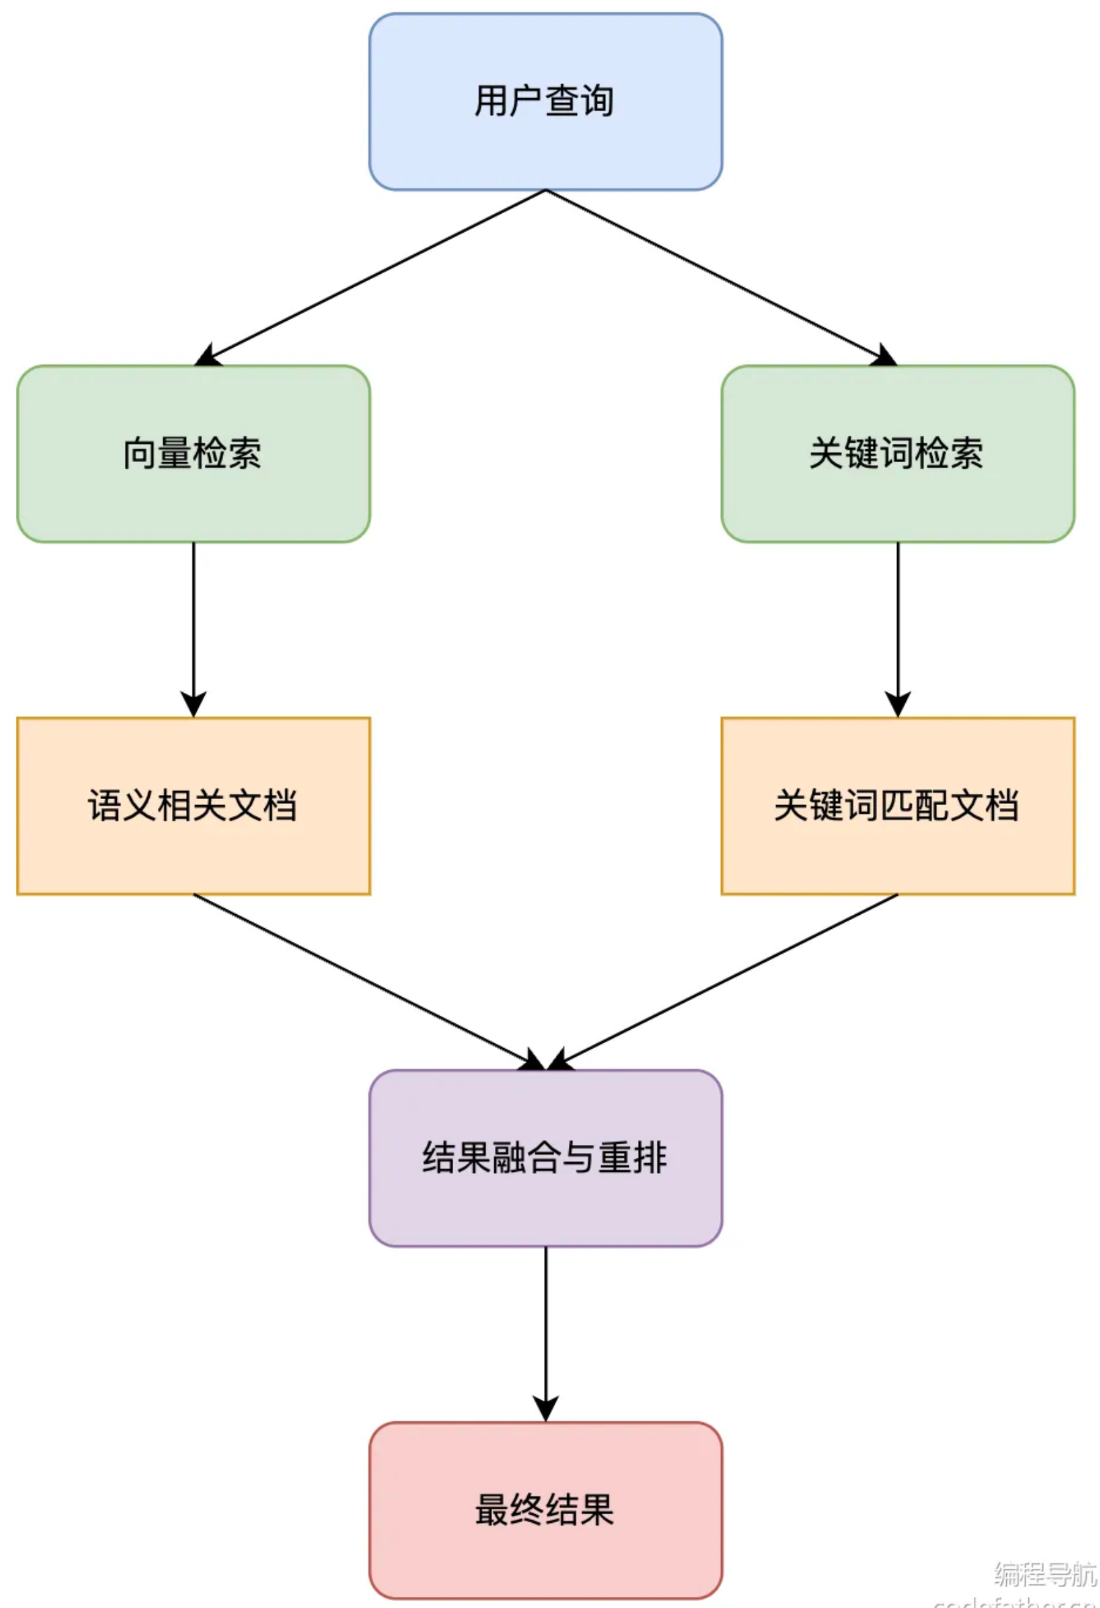 用户查询
向量检索
关键词检索
语义相关文档
关键词匹配文档
结果融合与重排
最终结果
编程导航
codefather.cn